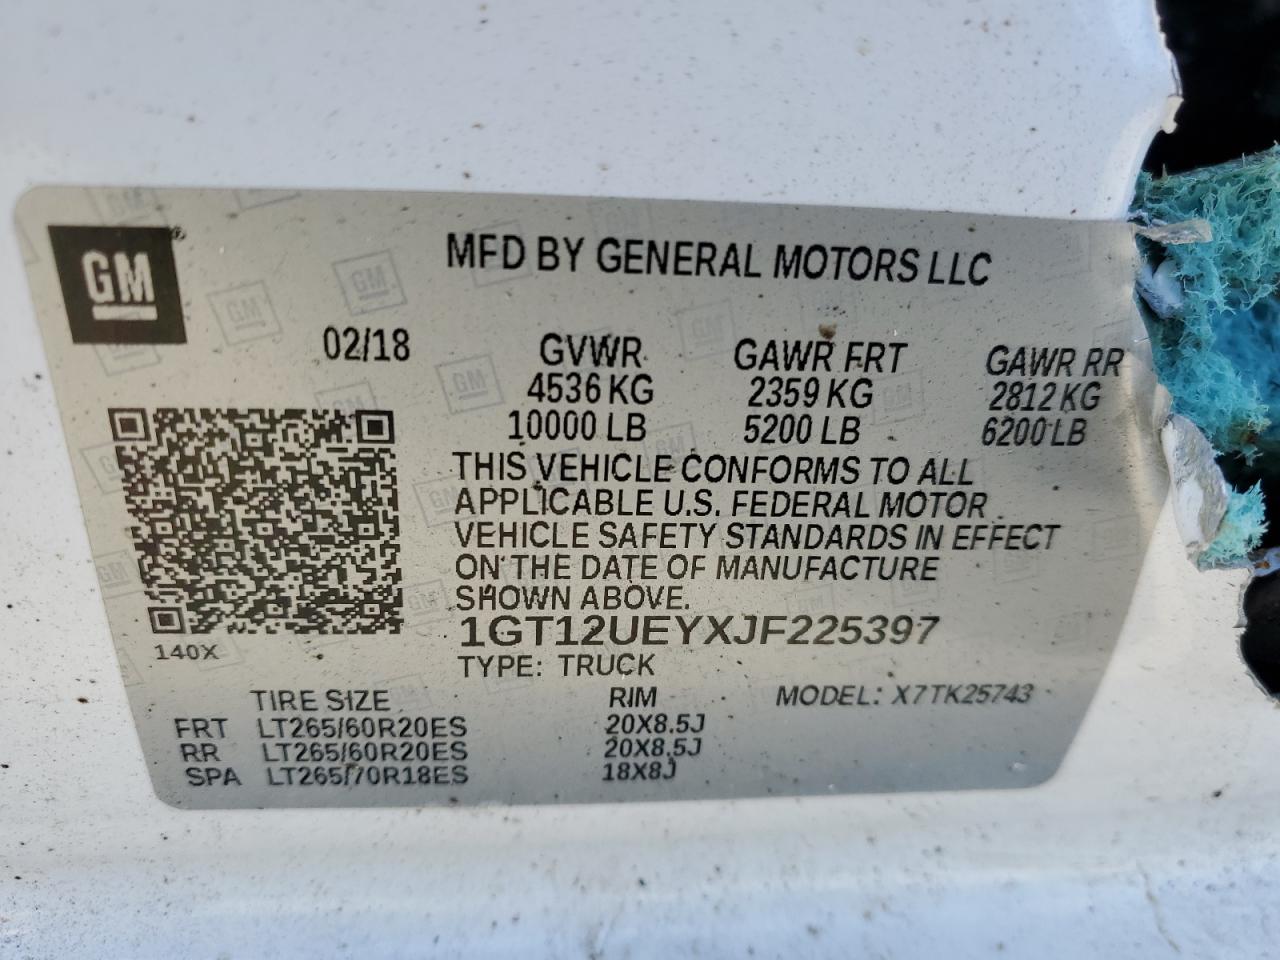 GM®
MFD BY GENERAL MOTORS LLC
02/18 GVWR GAWR FRT GAWR RR
4536 KG 2359 KG 2812 KG
10000 LB 5200 LB 6200 LB
THIS VEHICLE CONFORMS TO ALL
APPLICABLE U.S. FEDERAL MOTOR
VEHICLE SAFETY STANDARDS IN EFFECT
ON THE DATE OF MANUFACTURE
SHOWN ABOVE.
1GT12UEYXJF225397
140X
TYPE: TRUCK
TIRE SIZE RIM MODEL: X7TK25743
FRT LT265/60R20ES 20X8.5J
RR LT265/60R20ES 20X8.5J
SPA LT265/70R18ES 18X8J